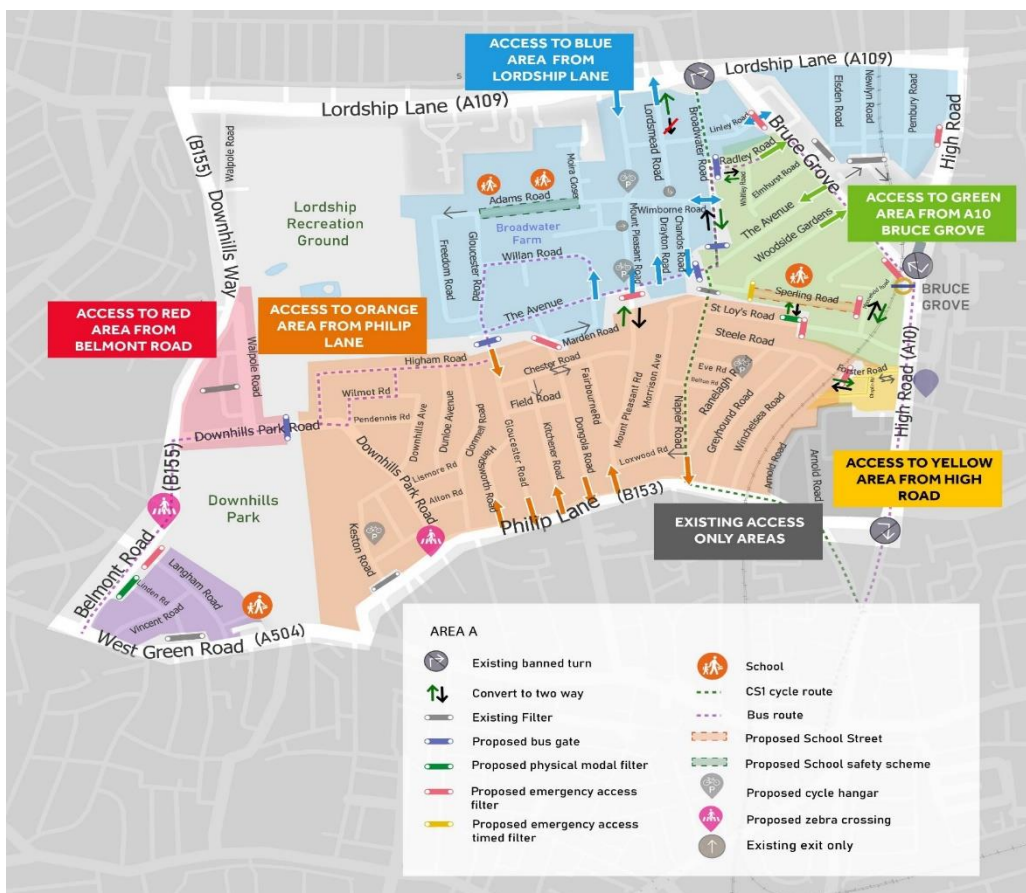 ACCESS TO BLUE
AREA FROM
LORDSHIP LANE
Lordship Lane (A109)
Lordship Lane (A109)
(B155)
Downhills Way
Walpole Road
Lordship
Recreation
Ground
Moira Close
Adams Road
Broadwater
Farm
Freedom Road
Gloucester Road
Willan Road
The Avenue
Lordsmead Road
Broadwater Road
Linley Road
Bruce Grove
Elsden Road
Newlyn Road
Pembury Road
High Road
Radley Road
Elmhurst Road
The Avenue
Woodside Gardens
Wimborne Road
Mount Pleasant Road
Drayton Road
Chandos Road
P
P
ACCESS TO GREEN
AREA FROM A10
BRUCE GROVE
BRUCE
GROVE
Sperling Road
St Loy's Road
Steele Road
Forster Road
High Road (A10)
ACCESS TO RED
AREA FROM
BELMONT ROAD
ACCESS TO ORANGE
AREA FROM PHILIP
LANE
Walpole Road
Downhills Park Road
(B155)
Downhills
Park
Belmont Road
Langham Road
Linden Rd
Vincent Road
West Green Road (A504)
Higham Road
Wilmot Rd
Pendennis Rd
Marden Road
Chester Road
Field Road
Downhills Park Road
Downhills Ave
Dunloe Avenue
Clonmell Road
Lismore Rd
Alton Rd
Handsworth Road
Gloucester Road
Kitchener Road
Fairbourne Rd
Dongola Road
Mount Pleasant Rd
Morrison Ave
Loxwood Rd
Napier Road
Eve Rd
Ranelagh Rd
Greyhound Road
Winchelsea Road
Arnold Road
Arnold Road
P
Keston Road
P
Philip Lane (B153)
ACCESS TO YELLOW
AREA FROM HIGH
ROAD
EXISTING ACCESS
ONLY AREAS
AREA A
Existing banned turn
Convert to two way
Existing Filter
Proposed bus gate
Proposed physical modal filter
Proposed emergency access
filter
Proposed emergency access
timed filter
School
CS1 cycle route
Bus route
Proposed School Street
Proposed School safety scheme
P
Proposed cycle hangar
Proposed zebra crossing
Existing exit only